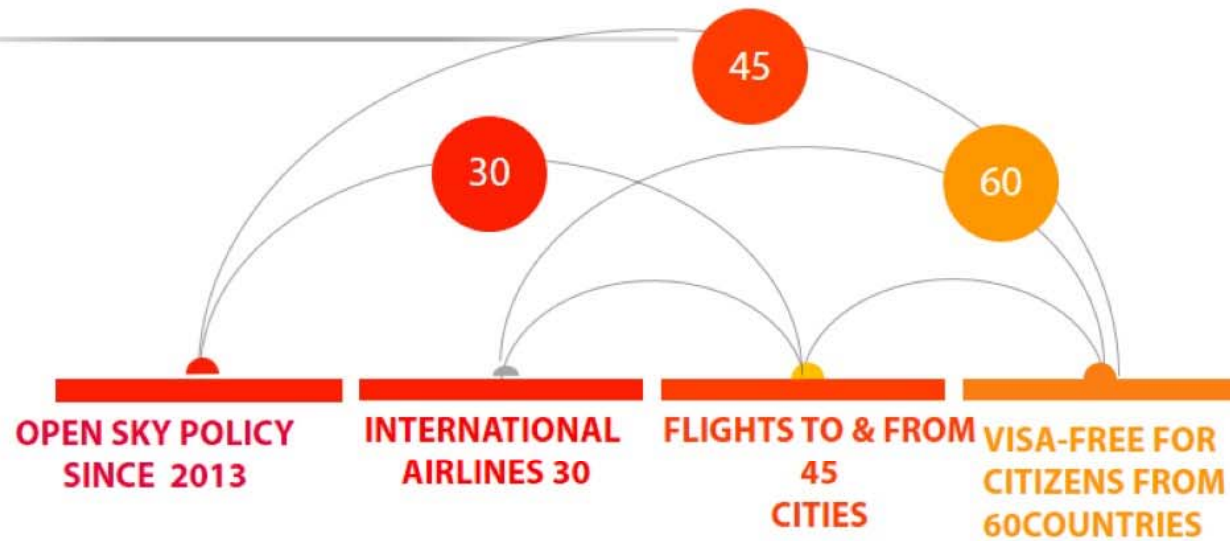 45
30
60
OPEN SKY POLICY
SINCE 2013
INTERNATIONAL
AIRLINES 30
FLIGHTS TO & FROM
45
CITIES
VISA-FREE FOR
CITIZENS FROM
60COUNTRIES